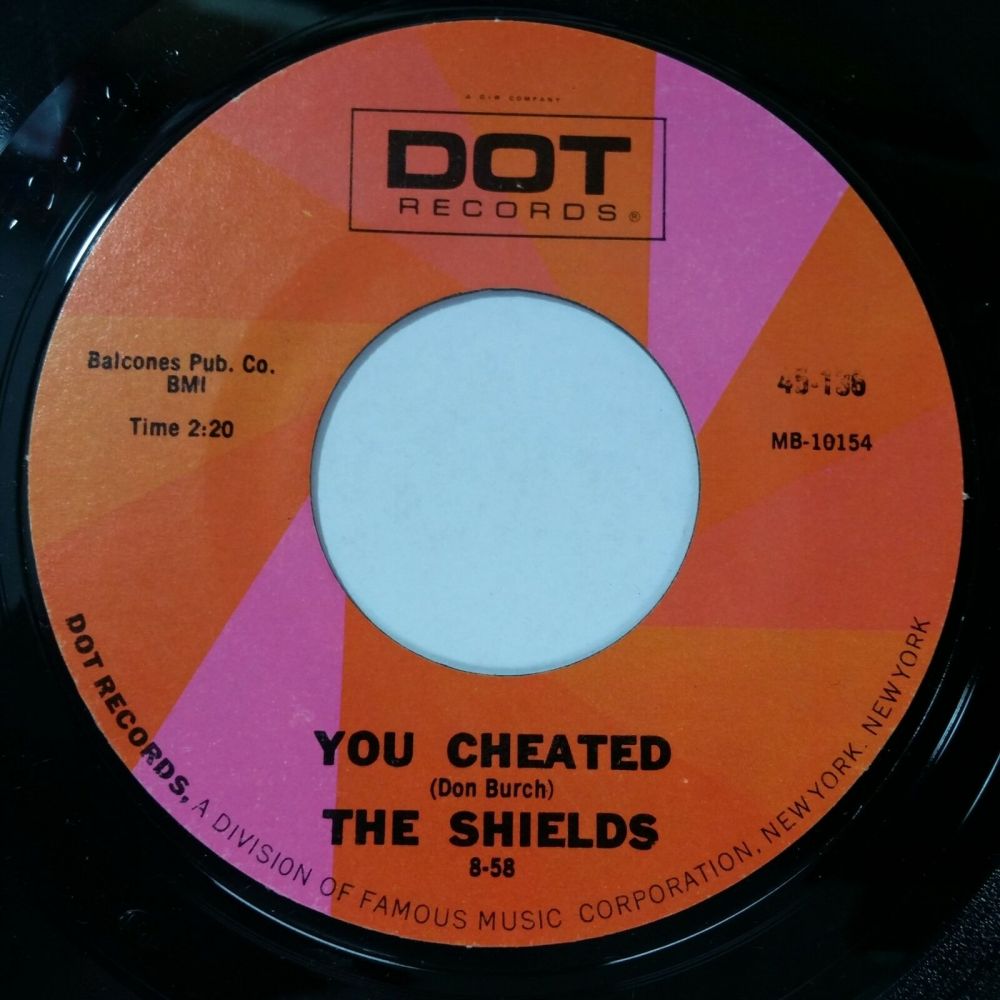 A G+W COMPANY
DOT
RECORDS®
Balcones Pub. Co.
BMI
Time 2:20
MB-10154
YOU CHEATED
(Don Burch)
THE SHIELDS
8-58
DOT RECORDS, A DIVISION OF FAMOUS MUSIC CORPORATION, NEW YORK, NEW YORK